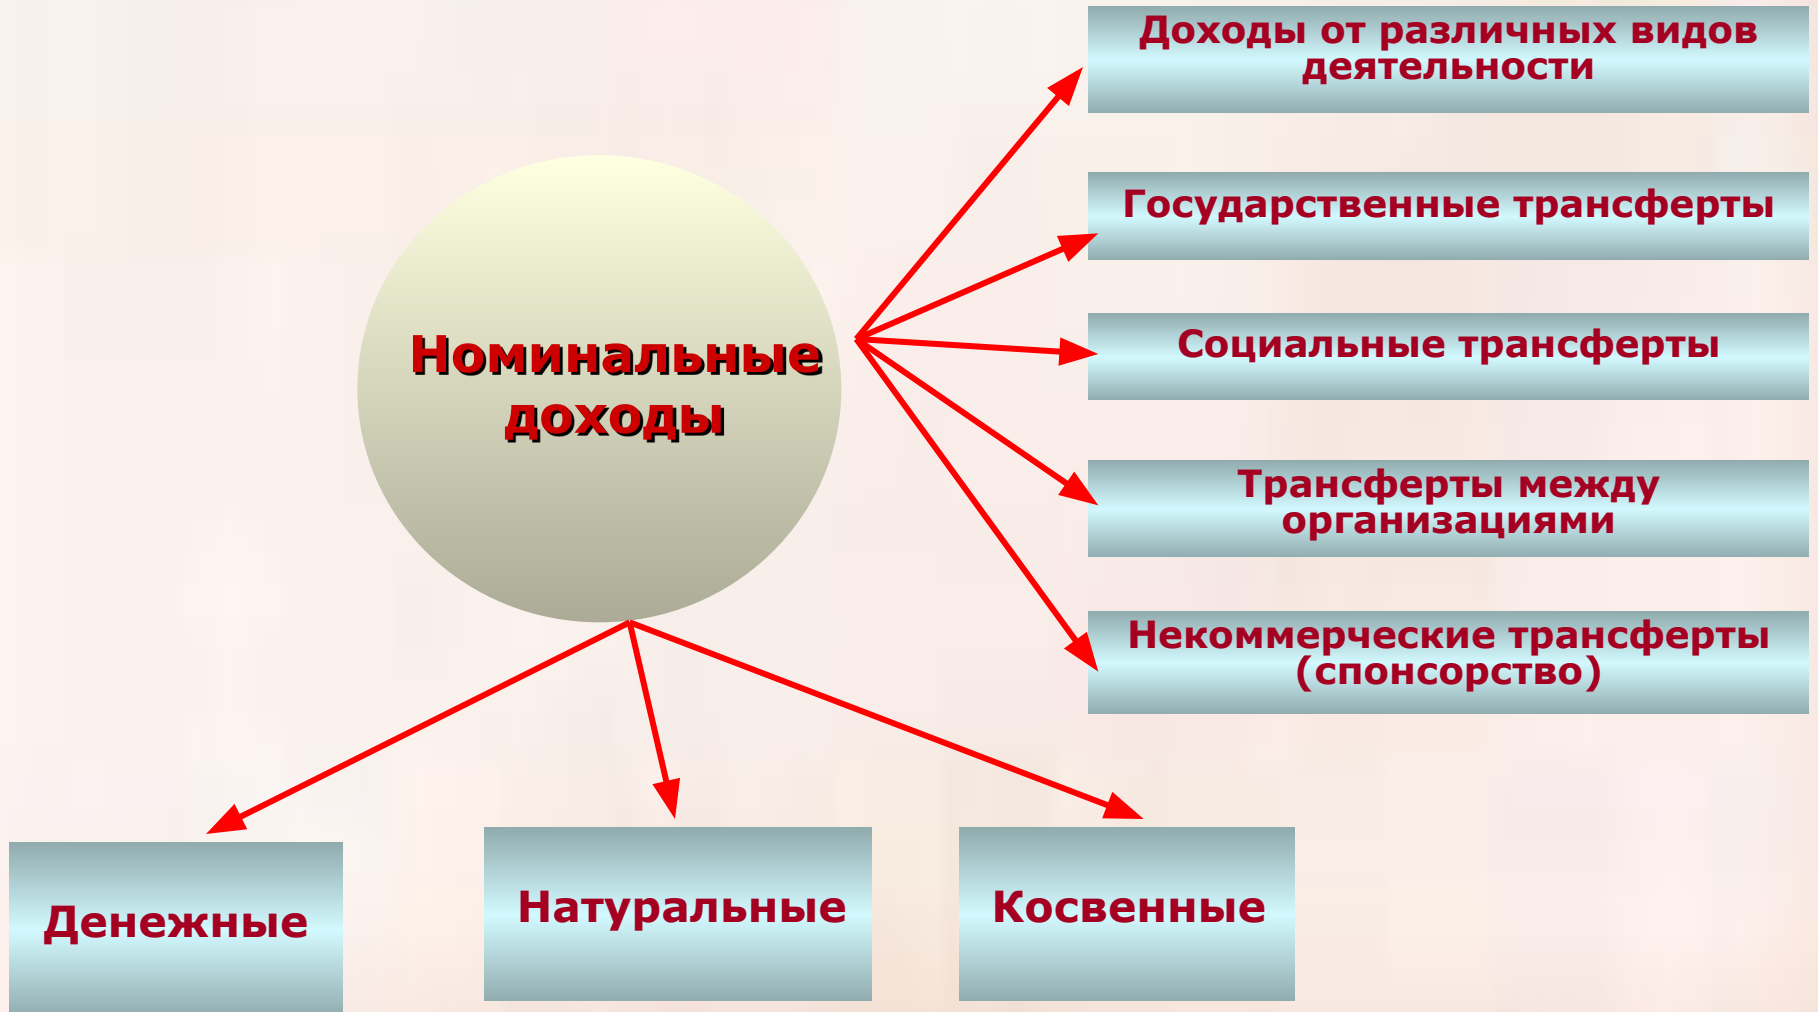 Доходы от различных видов
деятельности
Государственные трансферты
Социальные трансферты
Номинальные
доходы
Трансферты между
организациями
Некоммерческие трансферты
(спонсорство)
Денежные
Натуральные
Косвенные